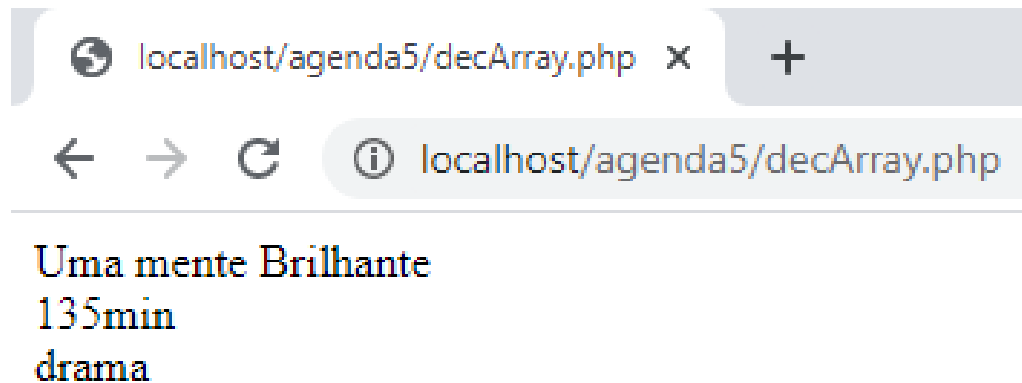 localhost/agenda5/decArray.php
localhost/agenda5/decArray.php
Uma mente Brilhante
135min
drama